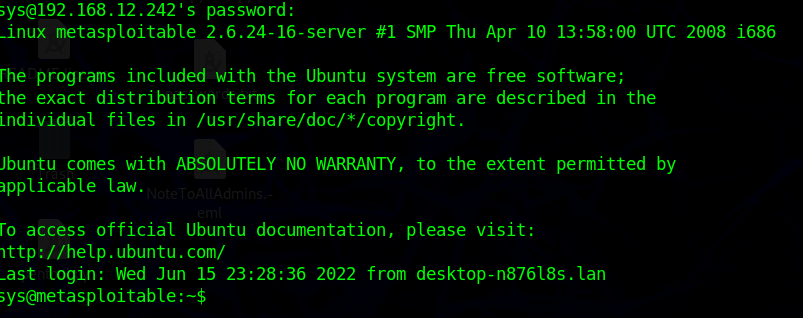 sys@192.168.12.242's password:
Linux metasploitable 2.6.24-16-server #1 SMP Thu Apr 10 13:58:00 UTC 2008 i686
The programs included with the Ubuntu system are free software;
the exact distribution terms for each program are described in the
individual files in /usr/share/doc/*/copyright.
Ubuntu comws with ABSOLUTELY NO WARRANTY, to the extent permitted by
applicable law.
NoteToAllAdmins.-
eml
To access official Ubuntu documentation, please visit:
http://help.ubuntu.com/
Last login: Wed Jun 15 23:28:36 2022 from desktop-n876l8s.lan
sys@metasploitable:~$